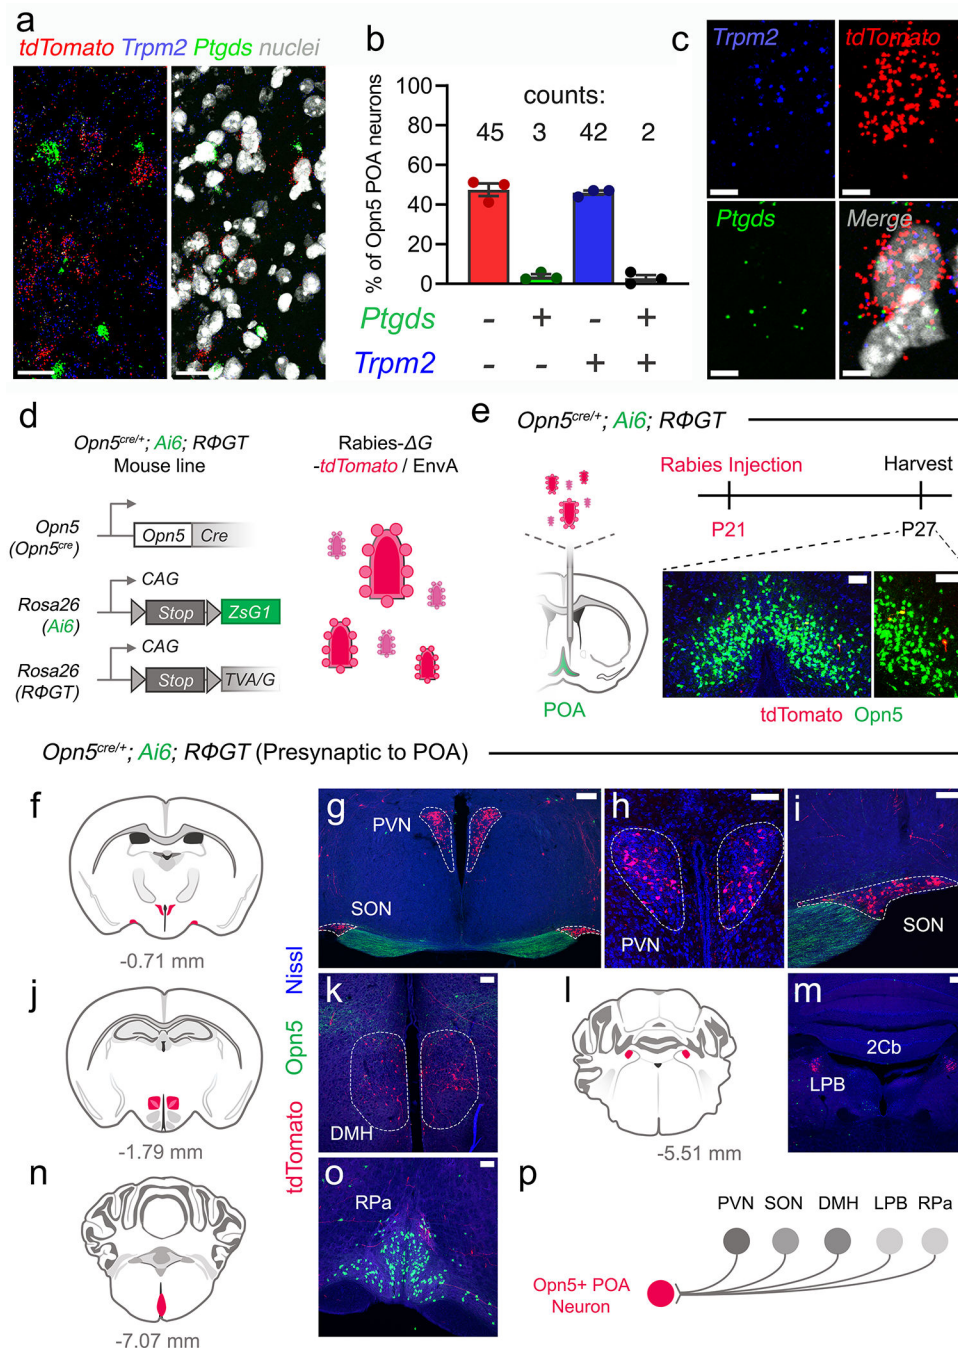 a
tdTomato Trpm2 Ptgds nuclei
b
counts:
45 3 42 2
% of Opn5 POA neurons
100
80
60
40
20
0
Ptgds - + - +
Trpm2 - - + +
c
Trpm2
tdTomato
Ptgds
Merge
d
Opn5cre/+; Ai6; RΦGT
Mouse line
Rabies-ΔG
-tdTomato / EnvA
Opn5
(Opn5cre)
Opn5 Cre
Rosa26
(Ai6)
CAG
Stop ZsG1
Rosa26
(RΦGT)
CAG
Stop TVA/G
e
Opn5cre/+; Ai6; RΦGT
Rabies Injection
Harvest
P21
P27
POA
tdTomato Opn5
Opn5cre/+; Ai6; RΦGT (Presynaptic to POA)
f
-0.71 mm
tdTomato Opn5 Nissl
g
PVN
SON
h
PVN
i
SON
j
-1.79 mm
k
DMH
l
-5.51 mm
m
2Cb
LPB
n
-7.07 mm
o
RPa
p
PVN SON DMH LPB RPa
Opn5+ POA
Neuron